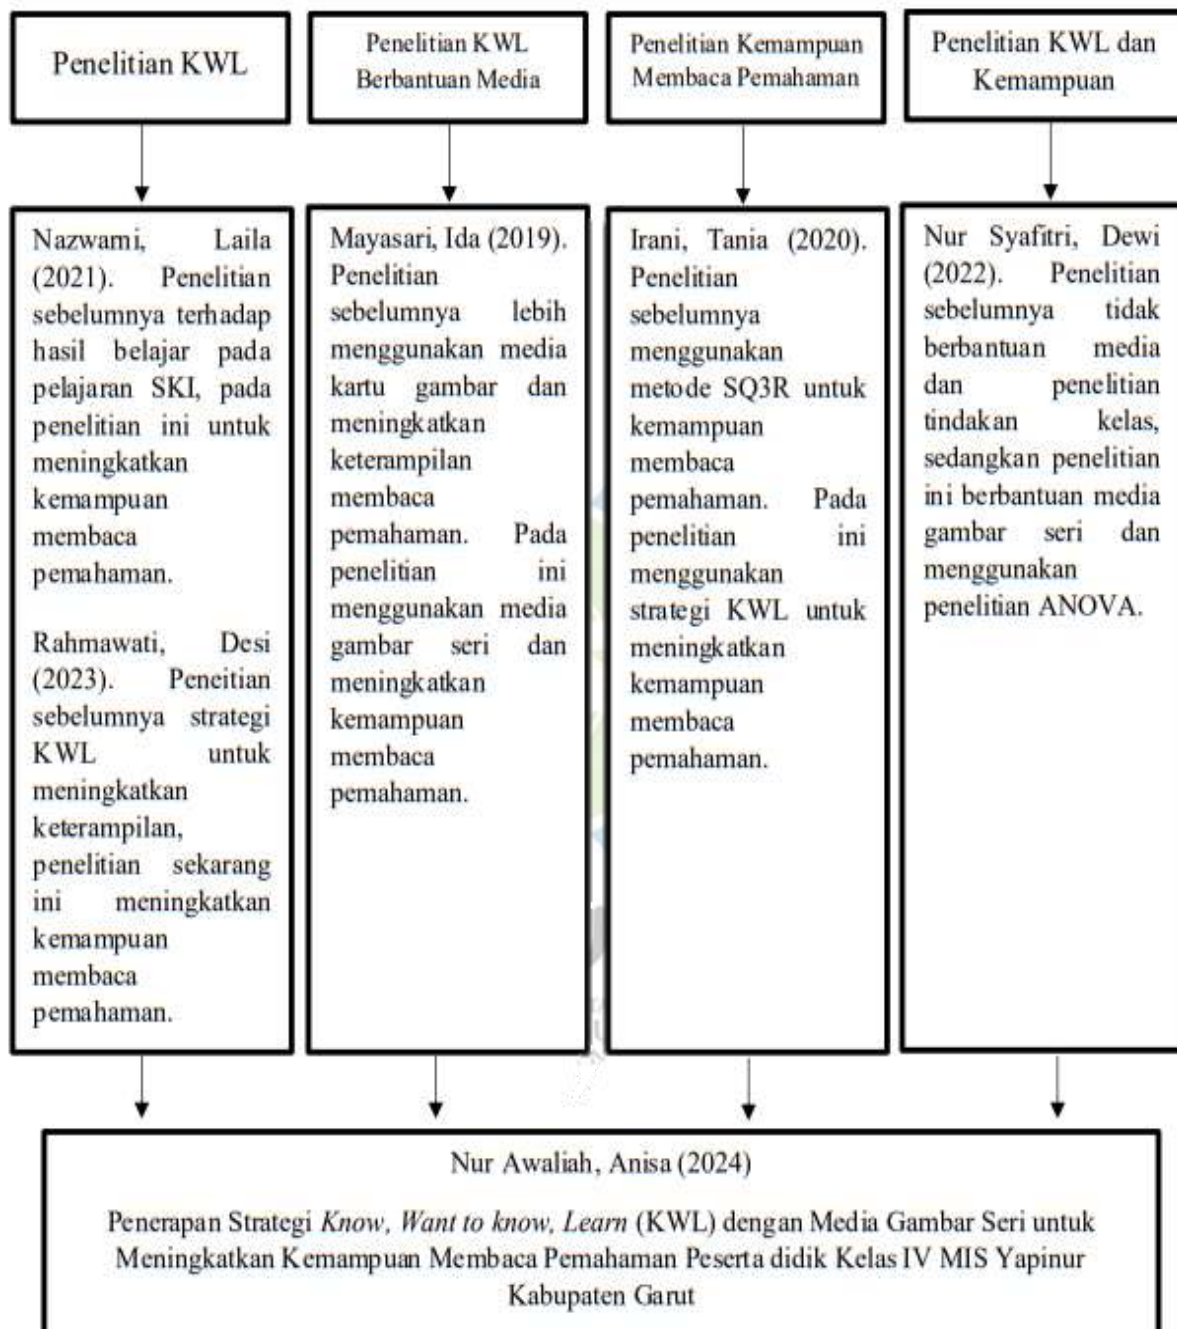 Penelitian KWL
Penelitian KWL
Berbantuan Media
Penelitian Kemampuan
Membaca Pemahaman
Penelitian KWL dan
Kemampuan
Nazwami, Laila
(2021). Penelitian
sebelumnya terhadap
hasil belajar pada
pelajaran SKI, pada
penelitian ini untuk
meningkatkan
kemampuan
membaca
pemahaman.
Rahmawati, Desi
(2023). Peneitian
sebelumnya strategi
KWL untuk
meningkatkan
keterampilan,
penelitian sekarang
ini meningkatkan
kemampuan
membaca
pemahaman.
Mayasari, Ida (2019).
Penelitian
sebelumnya lebih
menggunakan media
kartu gambar dan
meningkatkan
keterampilan
membaca
pemahaman. Pada
penelitian ini
menggunakan media
gambar seri dan
meningkatkan
kemampuan
membaca
pemahaman.
Irani, Tania (2020).
Penelitian
sebelumnya
menggunakan
metode SQ3R untuk
kemampuan
membaca
pemahaman. Pada
penelitian ini
menggunakan
strategi KWL untuk
meningkatkan
kemampuan
membaca
pemahaman.
Nur Syafitri, Dewi
(2022). Penelitian
sebelumnya tidak
berbantuan media
dan penelitian
tindakan kelas,
sedangkan penelitian
ini berbantuan media
gambar seri dan
menggunakan
penelitian ANOVA.
Nur Awaliah, Anisa (2024)
Penerapan Strategi Know, Want to know, Learn (KWL) dengan Media Gambar Seri untuk
Meningkatkan Kemampuan Membaca Pemahaman Peserta didik Kelas IV MIS Yapinur
Kabupaten Garut